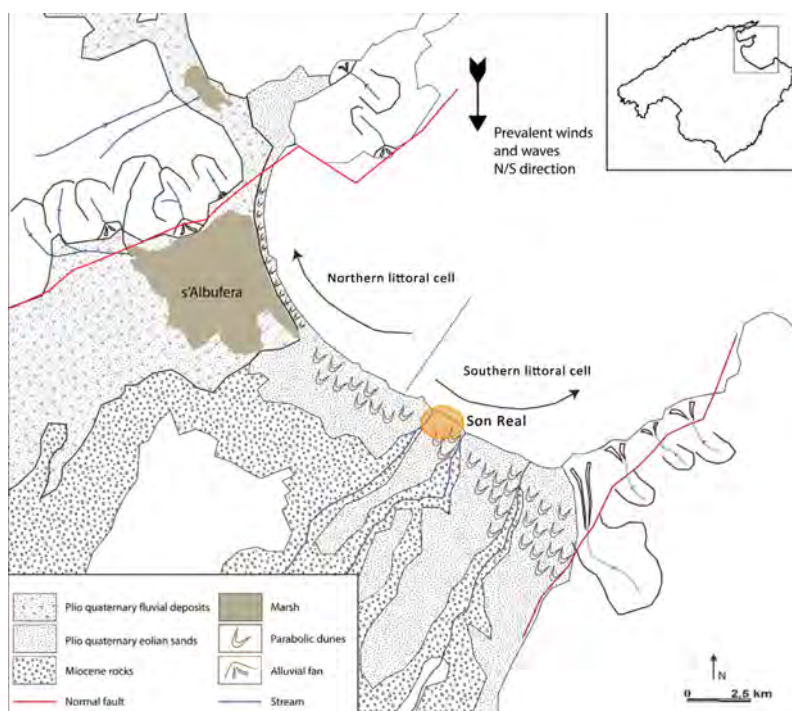 Prevalent winds
and waves
N/S direction
Northern littoral cell
s'Albufera
Southern littoral cell
Son Real
Plio quaternary fluvial deposits
Marsh
Plio quaternary eolian sands
Parabolic dunes
Miocene rocks
Alluvial fan
Normal fault
Stream
N
0 2,5 km